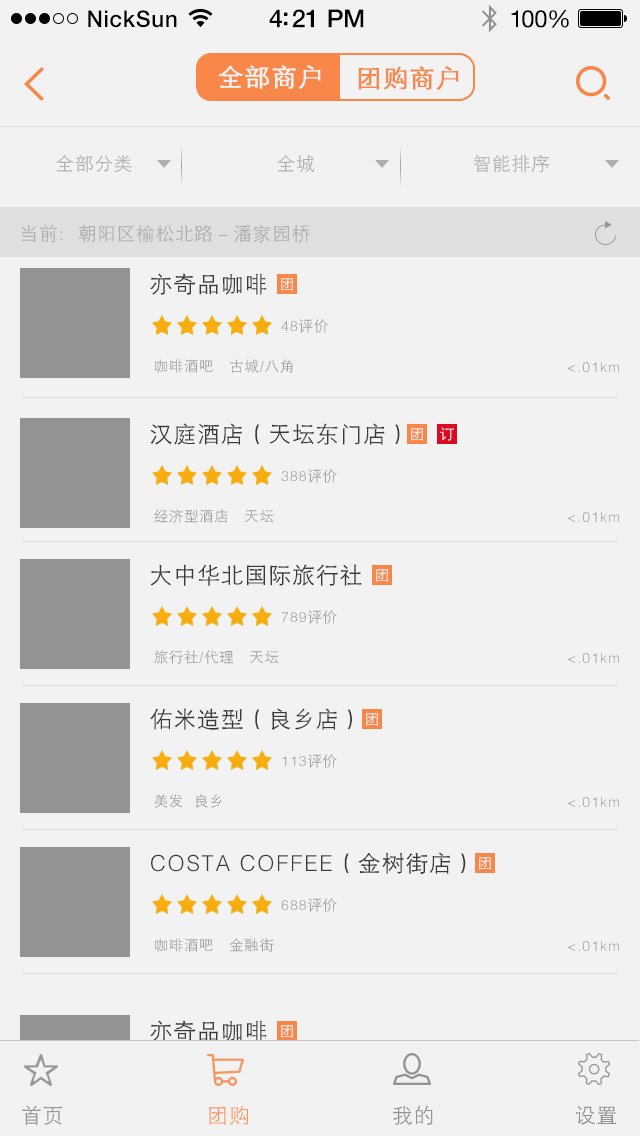 NickSun 4:21 PM 100%
全部商户 团购商户
全部分类 全城 智能排序
当前: 朝阳区榆松北路 – 潘家园桥
亦奇品咖啡 团
48评价
咖啡酒吧 古城/八角 <.01km
汉庭酒店（天坛东门店）团 订
388评价
经济型酒店 天坛 <.01km
大中华北国际旅行社 团
789评价
旅行社/代理 天坛 <.01km
佑米造型（良乡店）团
113评价
美发 良乡 <.01km
COSTA COFFEE（金树街店）团
688评价
咖啡酒吧 金融街 <.01km
亦奇品咖啡 团
首页 团购 我的 设置